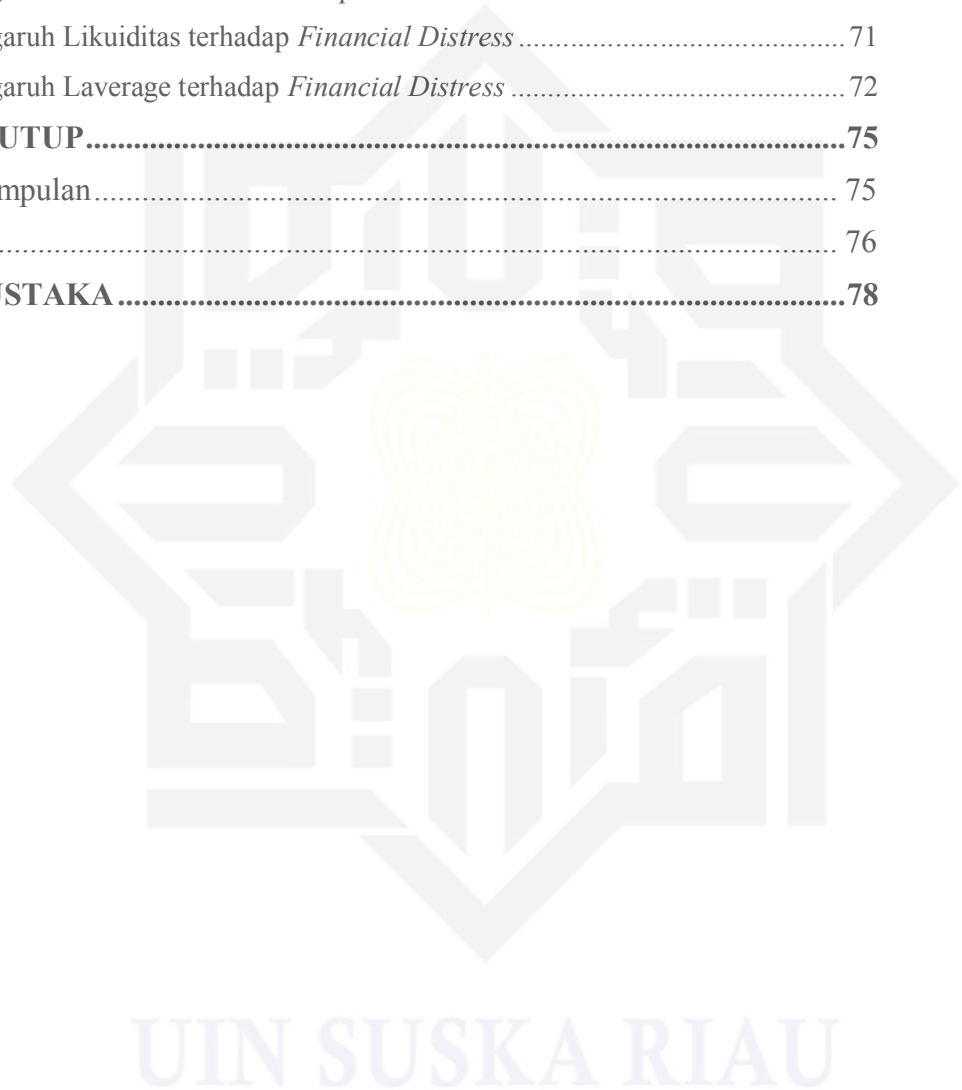 garuh Likuiditas terhadap Financial Distress ........................................... 71
garuh Laverage terhadap Financial Distress ............................................ 72
UTUP....................................................................................................75
mpulan.................................................................................................. 75
............................................................................................................ 76
USTAKA ...............................................................................................78
UIN SUSKA RIAU